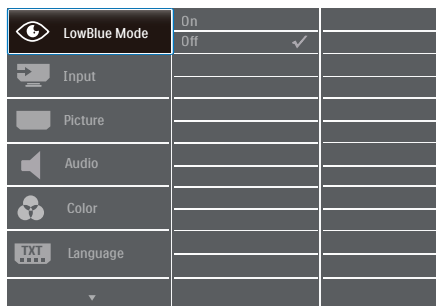 LowBlue Mode
On
Off
Input
Picture
Audio
Color
TXT
Language